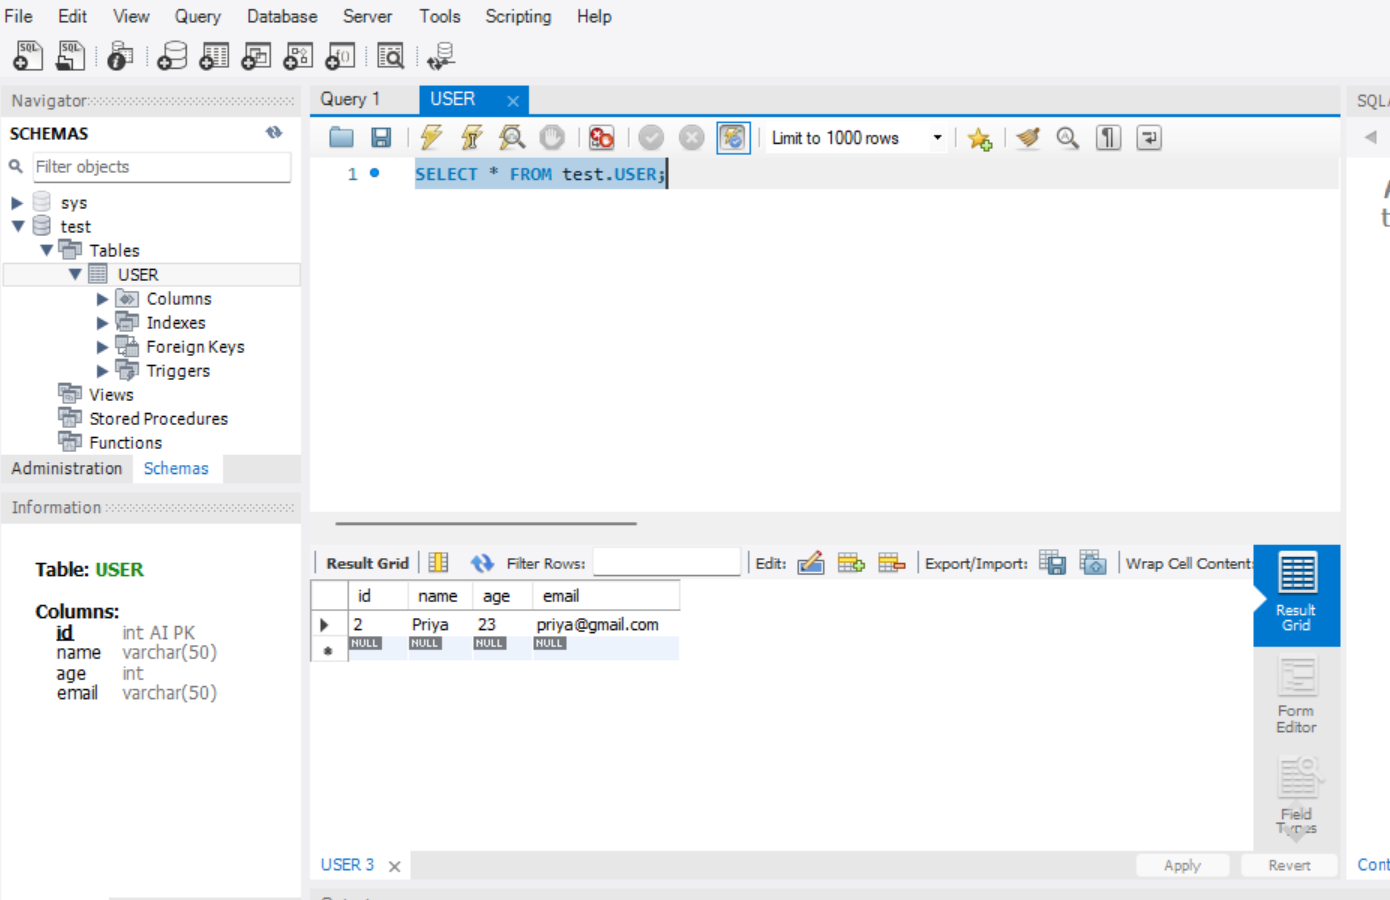 File Edit View Query Database Server Tools Scripting Help
SQL SQL
Navigator
SCHEMAS
Filter objects
sys
test
Tables
USER
Columns
Indexes
Foreign Keys
Triggers
Views
Stored Procedures
Functions
Administration Schemas
Information
Table: USER
Columns:
id int AI PK
name varchar(50)
age int
email varchar(50)
Query 1 USER
Limit to 1000 rows
1 SELECT * FROM test.USER;
Result Grid Filter Rows: Edit: Export/Import: Wrap Cell Content:
id name age email
2 Priya 23 priya@gmail.com
NULL NULL NULL NULL
Result
Grid
Form
Editor
Field
Types
USER 3 Apply Revert